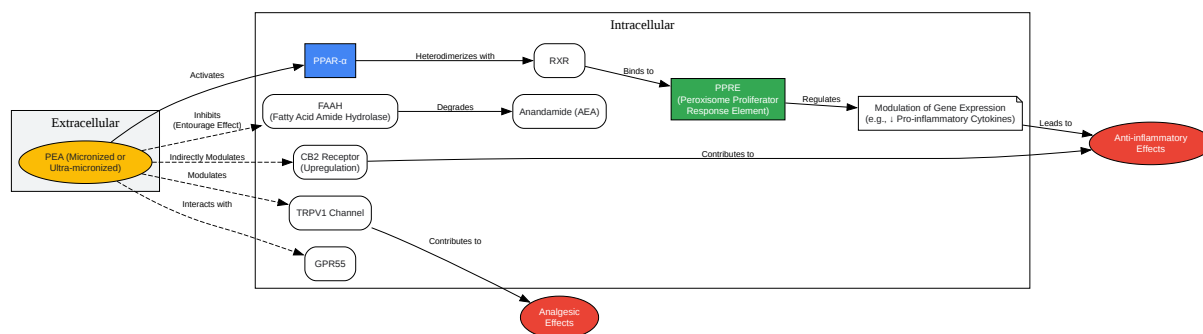 Intracellular
PPAR-α
Heterodimerizes with
RXR
Activates
Binds to
PPRE
(Peroxisome Proliferator
Response Element)
Regulates
Modulation of Gene Expression
(e.g., ↓ Pro-inflammatory Cytokines)
Leads to
Anti-inflammatory
Effects
FAAH
(Fatty Acid Amide Hydrolase)
Degrades
Anandamide (AEA)
Inhibits
(Entourage Effect)
Extracellular
PEA (Micronized or
Ultra-micronized)
Indirectly Modulates
CB2 Receptor
(Upregulation)
Contributes to
Modulates
TRPV1 Channel
Interacts with
GPR55
Contributes to
Analgesic
Effects